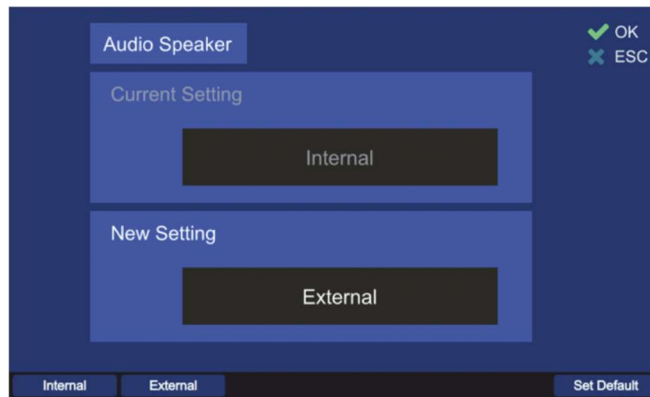 Audio Speaker
OK
ESC
Current Setting
Internal
New Setting
External
Internal
External
Set Default